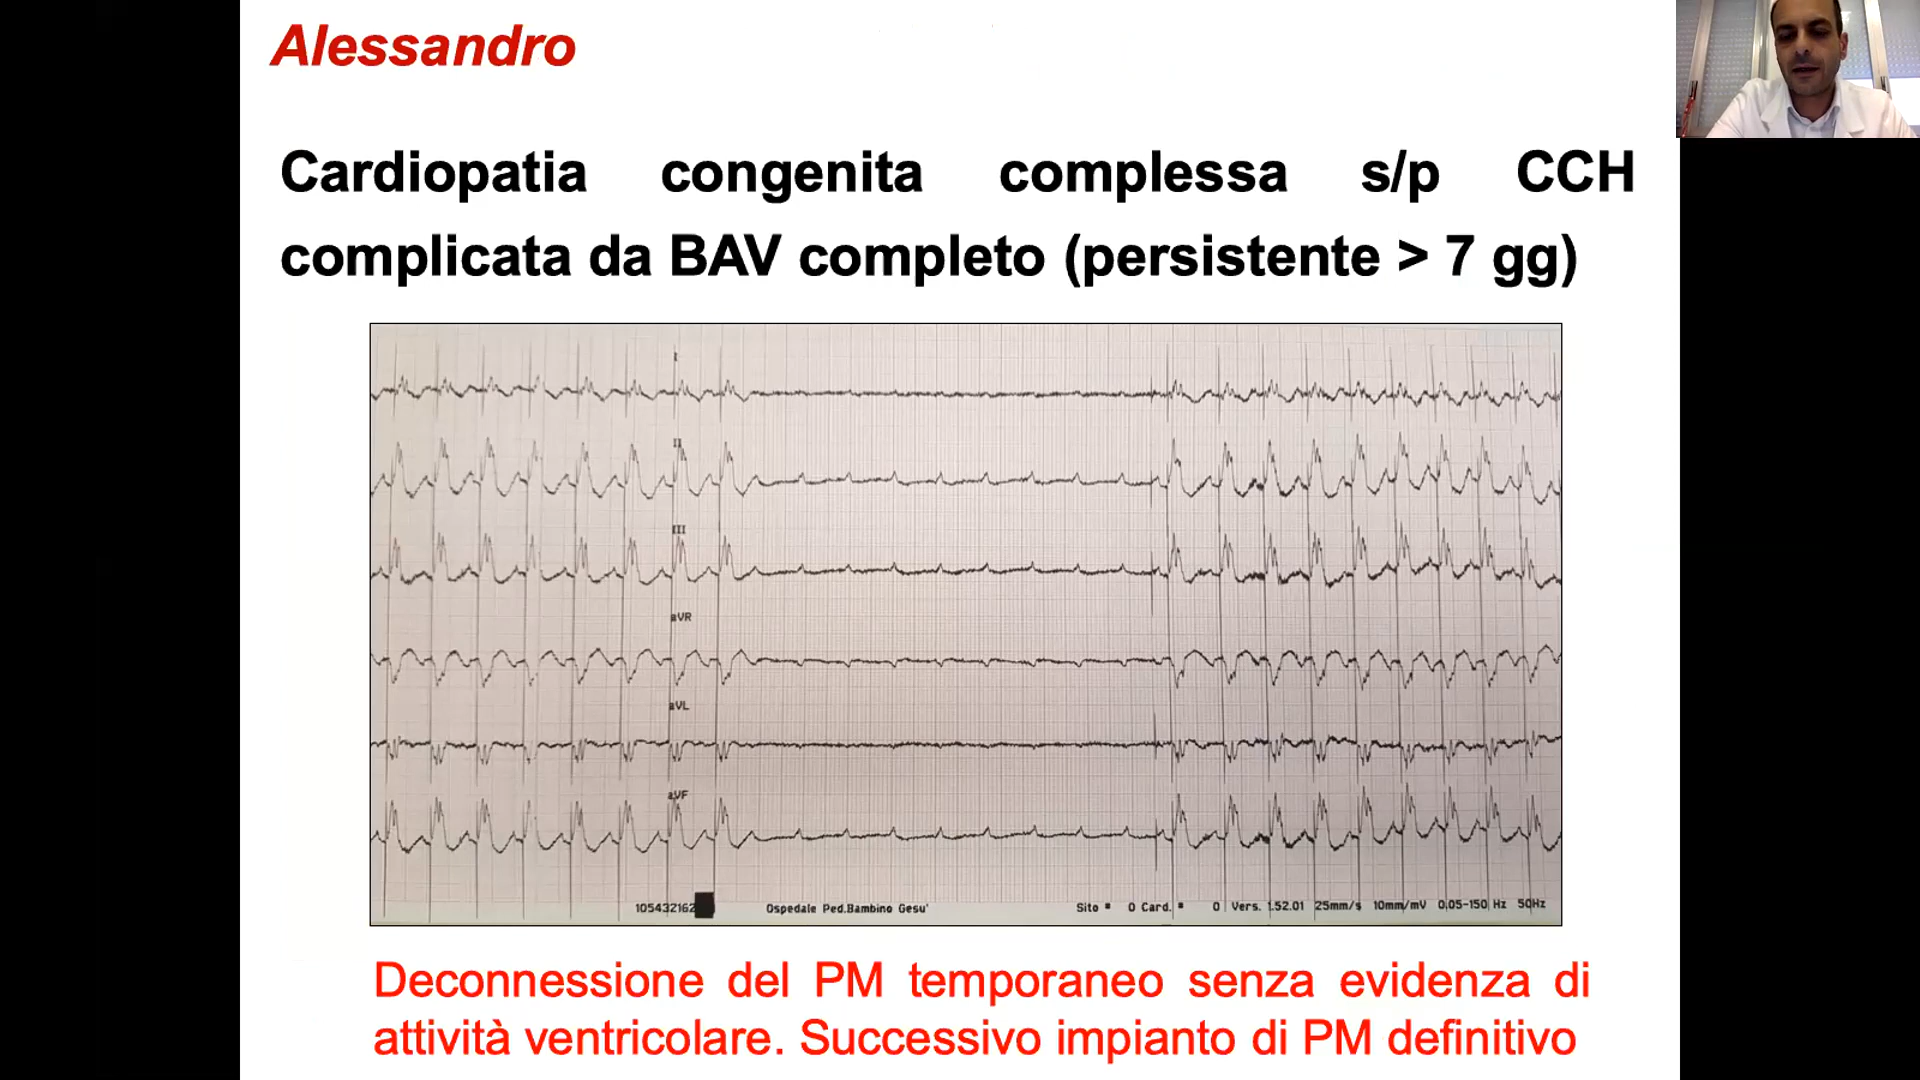 Alessandro
Cardiopatia congenita complessa s/p CCH
complicata da BAV completo (persistente > 7 gg)
I
II
III
aVR
aVL
aVF
105432162 Ospedale Ped.Bambino Gesu' Sito 0 Card. 0 Vers. 1.52.01 25mm/s 10mm/mV 0.05-150 Hz 50Hz
Deconnessione del PM temporaneo senza evidenza di
attività ventricolare. Successivo impianto di PM definitivo